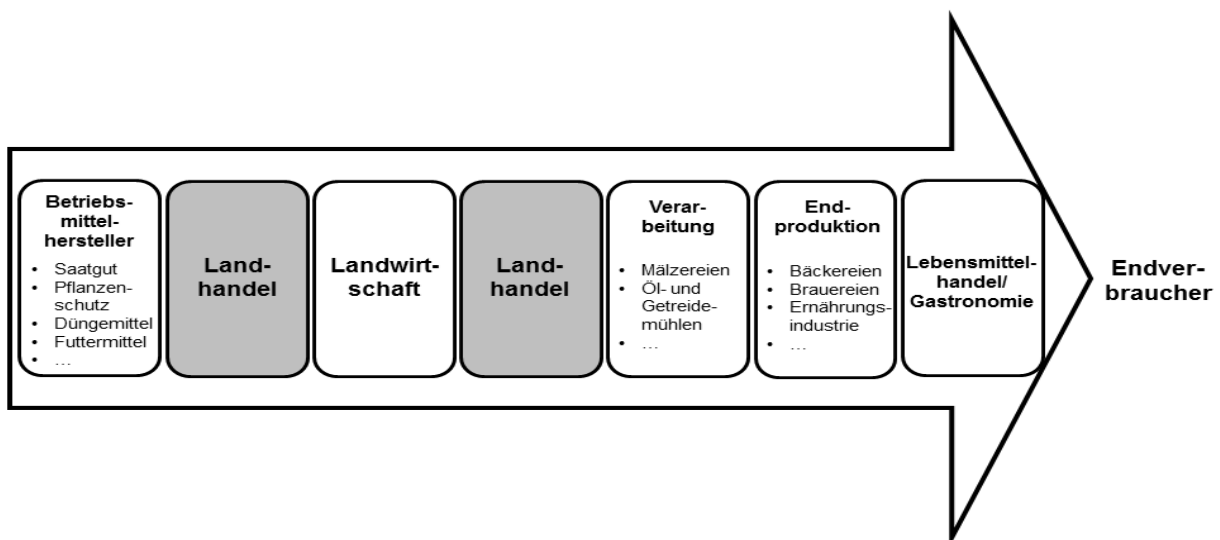 Betriebs-
mittel-
hersteller
• Saatgut
• Pflanzen-
schutz
• Düngemittel
• Futtermittel
• ...
Land-
handel
Landwirt-
schaft
Land-
handel
Verar-
beitung
• Mälzereien
• Öl- und
Getreide-
mühlen
• ...
End-
produktion
• Bäckereien
• Brauereien
• Ernährungs-
industrie
• ...
Lebensmittel-
handel/
Gastronomie
Endver-
braucher